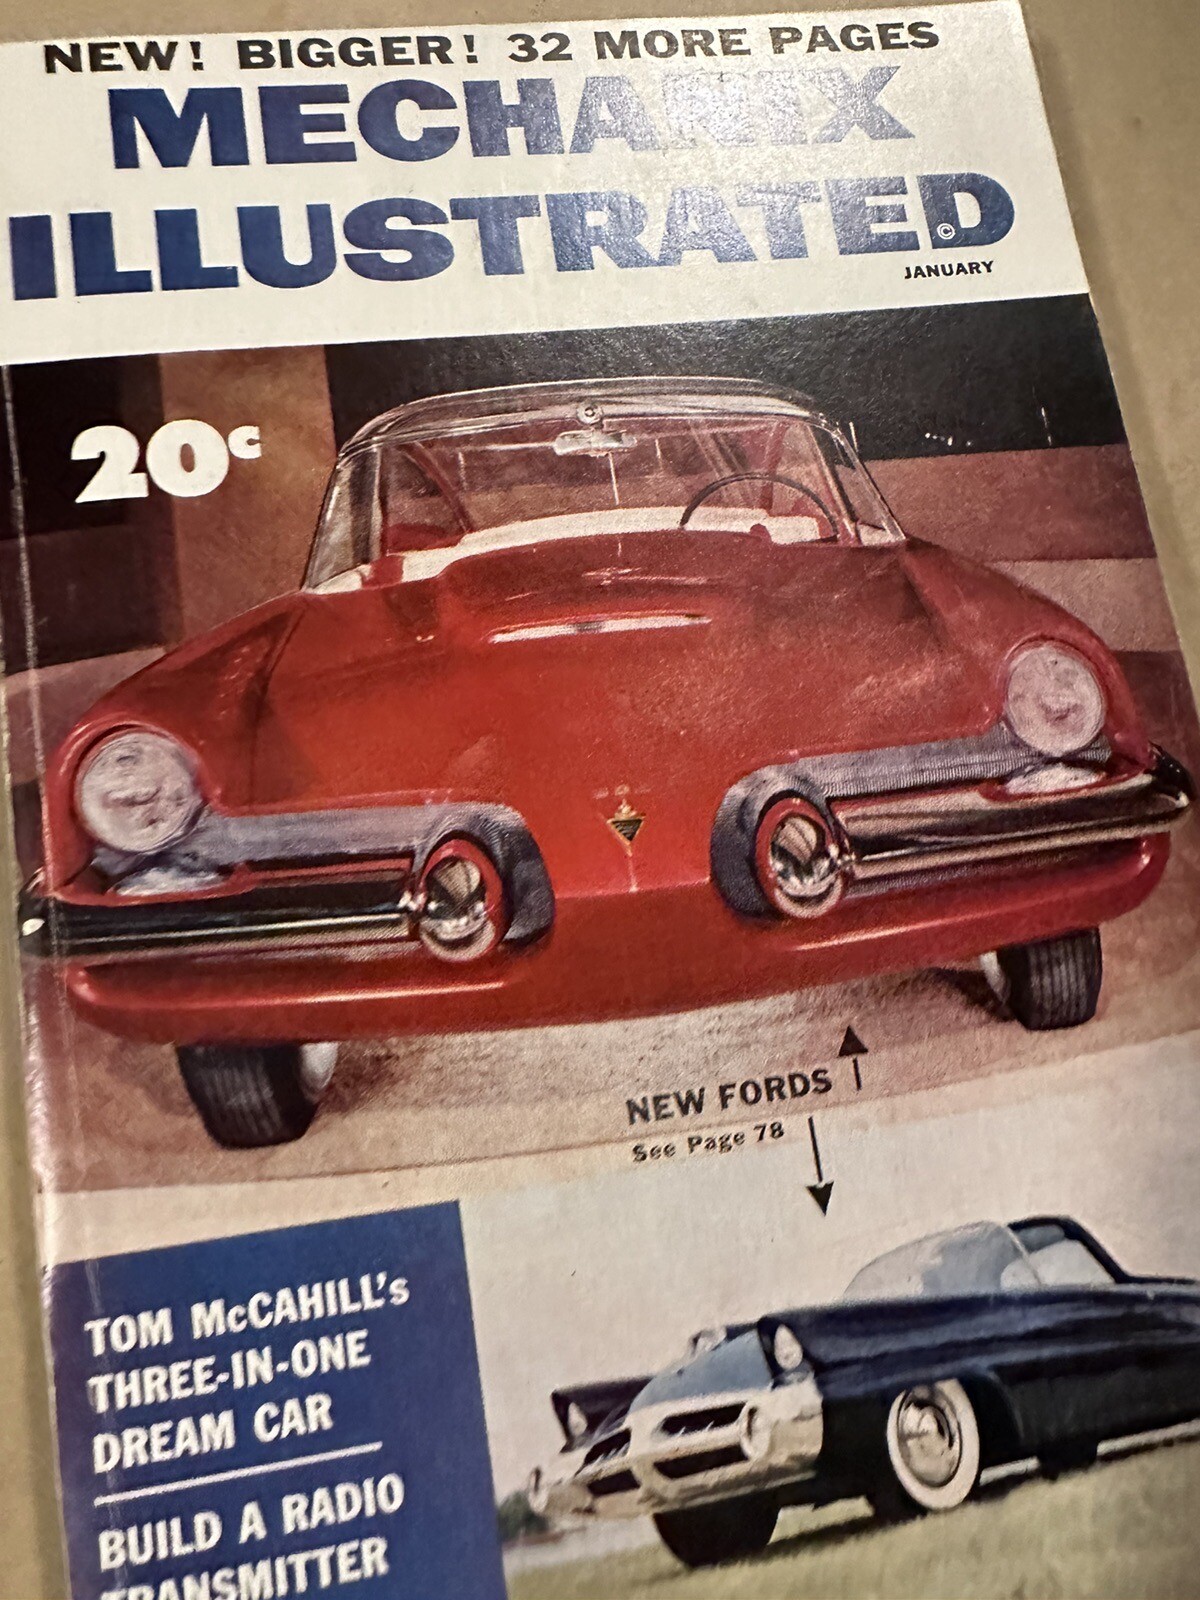 NEW! BIGGER! 32 MORE PAGES
MECHANIX
ILLUSTRATED
©
JANUARY
20c
NEW FORDS
See Page 78
TOM McCAHILL's
THREE-IN-ONE
DREAM CAR
BUILD A RADIO
TRANSMITTER